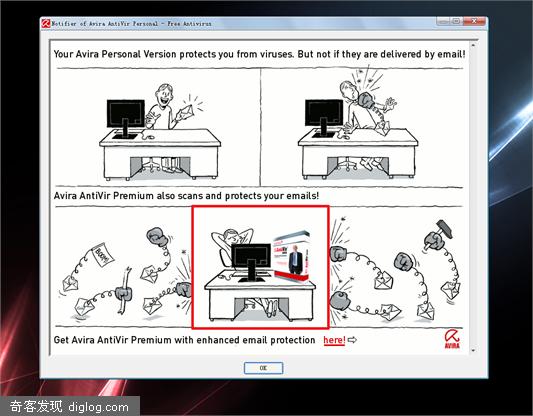 Notifier of Avira AntiVir Personal - Free Antivirus
Your Avira Personal Version protects you from viruses. But not if they are delivered by email!
Avira AntiVir Premium also scans and protects your emails!
AntiVir
Get Avira AntiVir Premium with enhanced email protection here!
AVIRA
OK
奇客发现 diglog.com